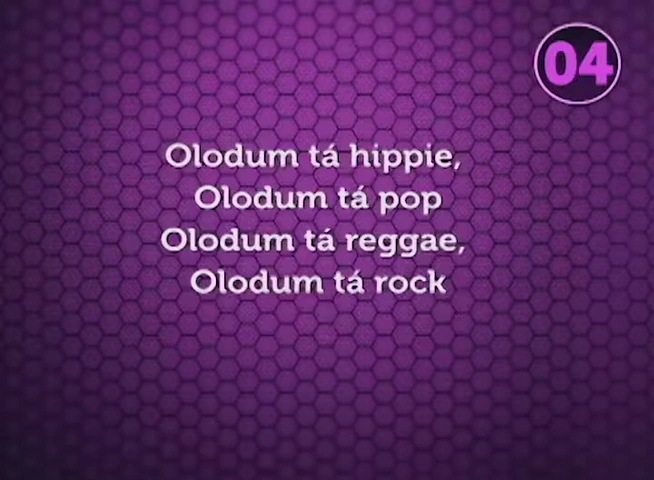 04
Olodum tá hippie,
Olodum tá pop
Olodum tá reggae,
Olodum tá rock